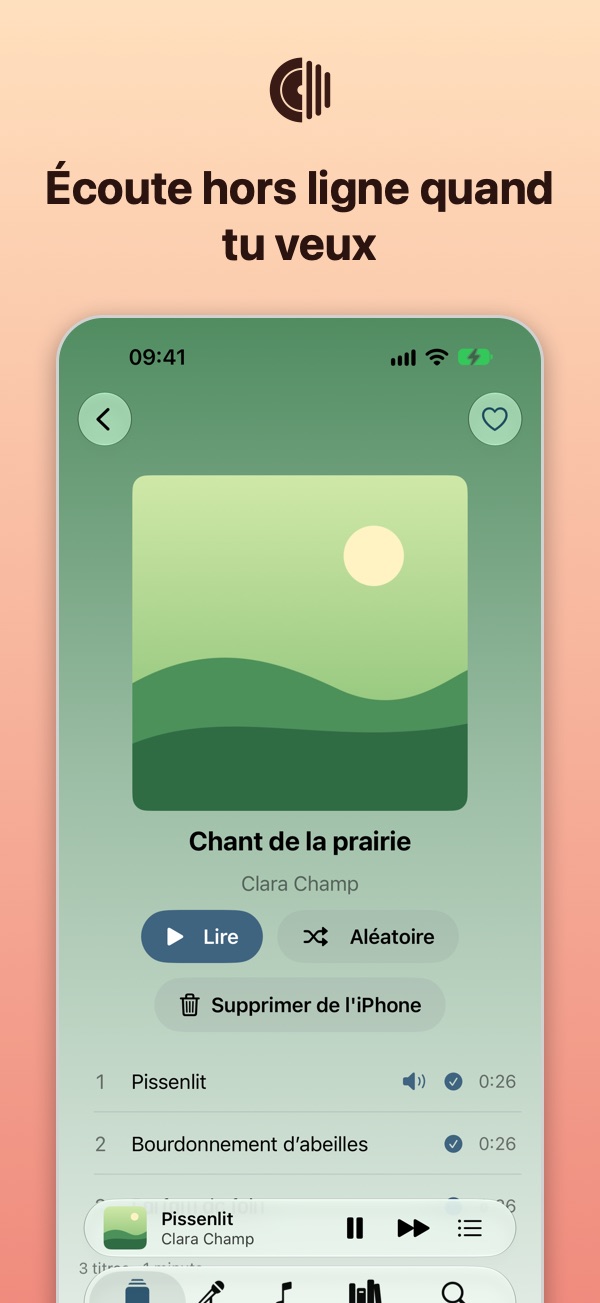 Écoute hors ligne quand
tu veux
09:41
Chant de la prairie
Clara Champ
Lire
Aléatoire
Supprimer de l'iPhone
1 Pissenlit 0:26
2 Bourdonnement d’abeilles 0:26
Pissenlit
Clara Champ